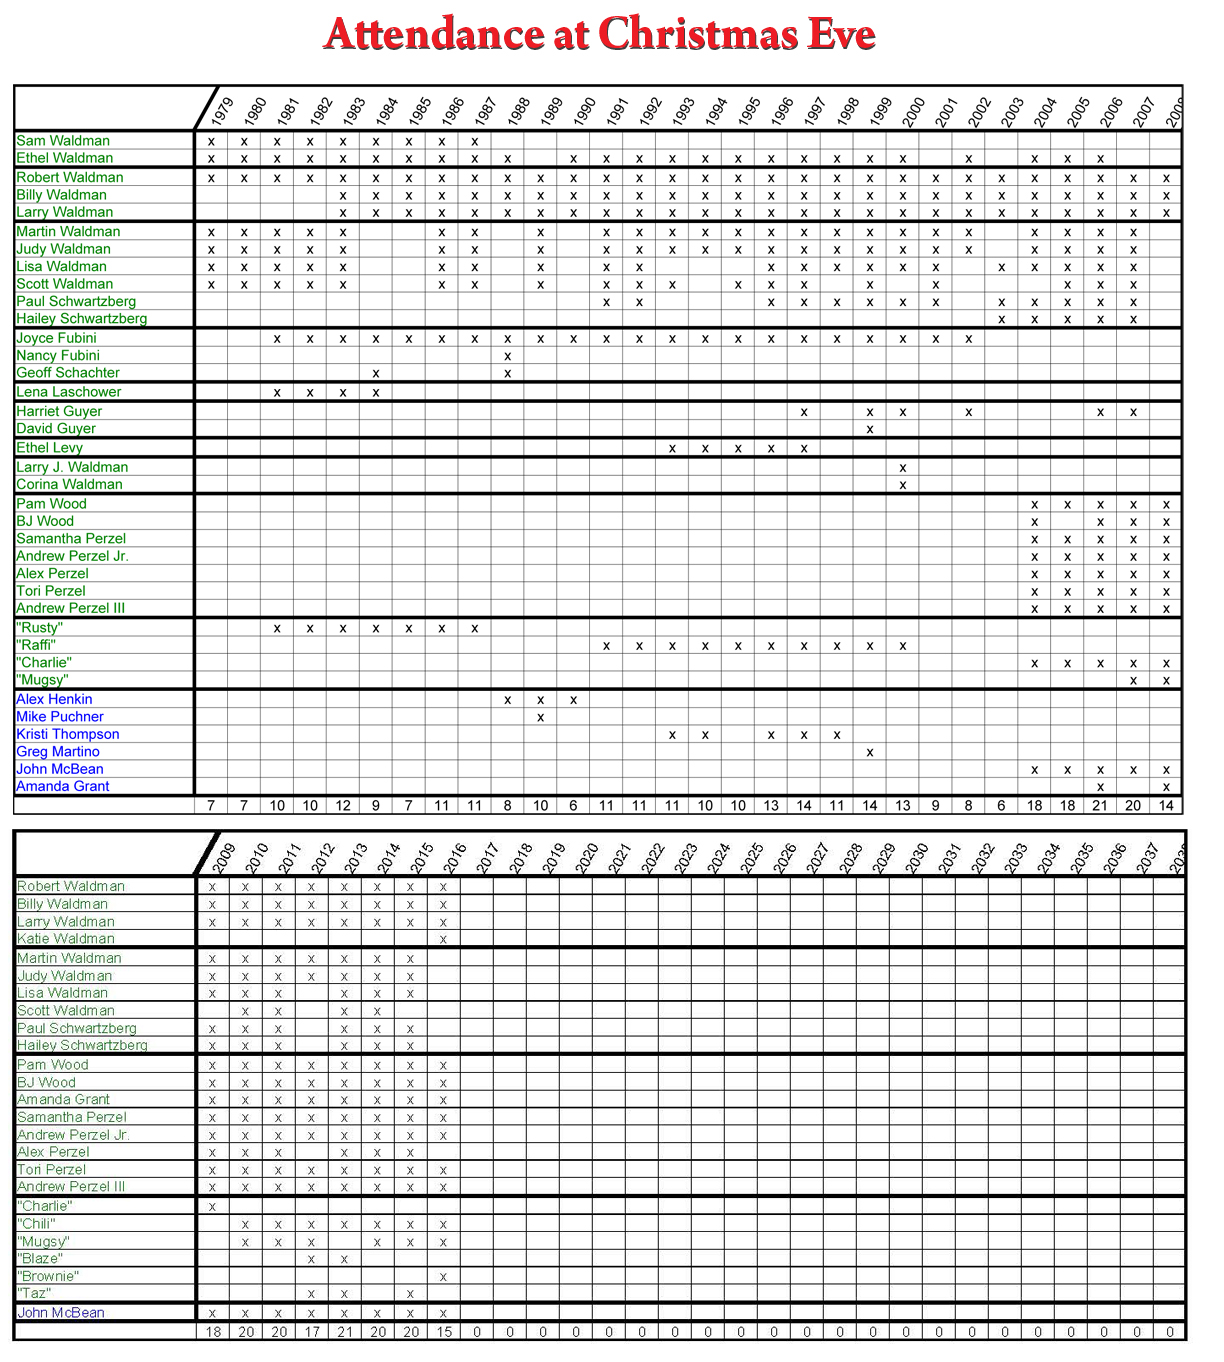 Attendance at Christmas Eve
1979 1980 1981 1982 1983 1984 1985 1986 1987 1988 1989 1990 1991 1992 1993 1994 1995 1996 1997 1998 1999 2000 2001 2002 2003 2004 2005 2006 2007 2008
Sam Waldman x x x x x x x x x
Ethel Waldman x x x x x x x x x x x x x x x x x x x x x x x x x
Robert Waldman x x x x x x x x x x x x x x x x x x x x x x x x x x x x x x
Billy Waldman x x x x x x x x x x x x x x x x x x x x x x x x x x
Larry Waldman x x x x x x x x x x x x x x x x x x x x x x x x x x
Martin Waldman x x x x x x x x x x x x x x x x x x x x x x x x
Judy Waldman x x x x x x x x x x x x x x x x x x x x x x x x
Lisa Waldman x x x x x x x x x x x x x x x x x x x x x
Scott Waldman x x x x x x x x x x x x x x x x x x x
Paul Schwartzberg x x x x x x x x x x x x x
Hailey Schwartzberg x x x x x
Joyce Fubini x x x x x x x x x x x x x x x x x x x x x x
Nancy Fubini x
Geoff Schachter x x
Lena Laschower x x x x
Harriet Guyer x x x x x x
David Guyer x
Ethel Levy x x x x x
Larry J. Waldman x
Corina Waldman x
Pam Wood x x x x x
BJ Wood x x x x
Samantha Perzel x x x x x
Andrew Perzel Jr. x x x x x
Alex Perzel x x x x x
Tori Perzel x x x x x
Andrew Perzel III x x x x x
"Rusty" x x x x x x x
"Raffi" x x x x x x x x x x
"Charlie" x x x x x
"Mugsy" x x
Alex Henkin x x x
Mike Puchner x
Kristi Thompson x x x x x
Greg Martino x
John McBean x x x x x
Amanda Grant x x
7 7 10 10 12 9 7 11 11 8 10 6 11 11 11 10 10 13 14 11 14 13 9 8 6 18 18 21 20 14
2009 2010 2011 2012 2013 2014 2015 2016 2017 2018 2019 2020 2021 2022 2023 2024 2025 2026 2027 2028 2029 2030 2031 2032 2033 2034 2035 2036 2037 2038
Robert Waldman x x x x x x x x
Billy Waldman x x x x x x x x
Larry Waldman x x x x x x x x
Katie Waldman x
Martin Waldman x x x x x x x
Judy Waldman x x x x x x x
Lisa Waldman x x x x x x
Scott Waldman x x x x
Paul Schwartzberg x x x x x x
Hailey Schwartzberg x x x x x x
Pam Wood x x x x x x x x
BJ Wood x x x x x x x x
Amanda Grant x x x x x x x x
Samantha Perzel x x x x x x x x
Andrew Perzel Jr. x x x x x x x x
Alex Perzel x x x x x x
Tori Perzel x x x x x x x x
Andrew Perzel III x x x x x x x x
"Charlie" x
"Chili" x x x x x x x
"Mugsy" x x x x x x
"Blaze" x x
"Brownie" x
"Taz" x x x
John McBean x x x x x x x x
18 20 20 17 21 20 20 15 0 0 0 0 0 0 0 0 0 0 0 0 0 0 0 0 0 0 0 0 0 0